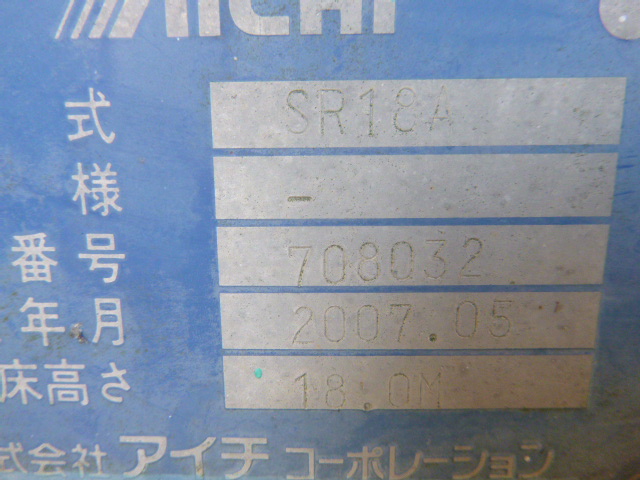 AICHI
式 SR18A
様 -
番号 708032
年月 2007.05
床高さ 18.0M
式会社 アイチ コーポレーション